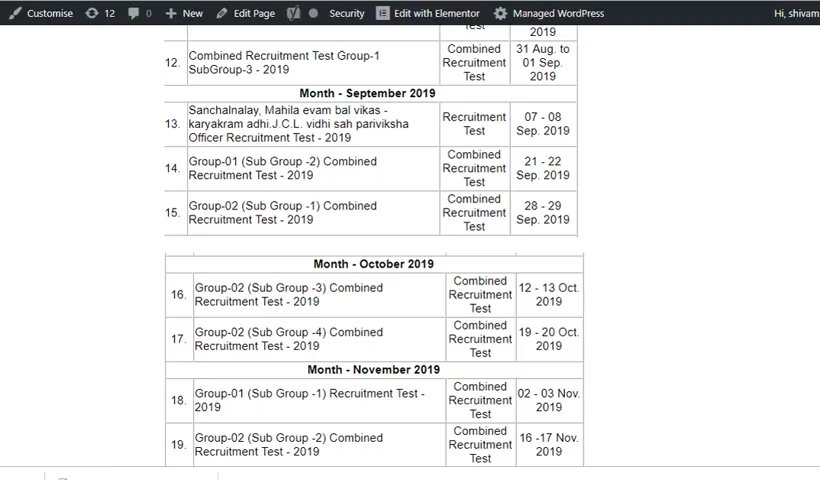 Customise 12 0 New Edit Page Security Edit with Elementor Managed WordPress Hi, shivam
Test
2019
12. Combined Recruitment Test Group-1
SubGroup-3 - 2019
Combined
Recruitment
Test
31 Aug. to
01 Sep.
2019
Month - September 2019
13. Sanchalnalay, Mahila evam bal vikas -
karyakram adhi.J.C.L. vidhi sah pariviksha
Officer Recruitment Test - 2019
Recruitment
Test
07 - 08
Sep. 2019
14. Group-01 (Sub Group -2) Combined
Recruitment Test - 2019
Combined
Recruitment
Test
21 - 22
Sep. 2019
15. Group-02 (Sub Group -1) Combined
Recruitment Test - 2019
Combined
Recruitment
Test
28 - 29
Sep. 2019
Month - October 2019
16. Group-02 (Sub Group -3) Combined
Recruitment Test - 2019
Combined
Recruitment
Test
12 - 13 Oct.
2019
17. Group-02 (Sub Group -4) Combined
Recruitment Test - 2019
Combined
Recruitment
Test
19 - 20 Oct.
2019
Month - November 2019
18. Group-01 (Sub Group -1) Recruitment Test -
2019
Combined
Recruitment
Test
02 - 03 Nov.
2019
19. Group-02 (Sub Group -2) Combined
Recruitment Test - 2019
Combined
Recruitment
Test
16 -17 Nov.
2019